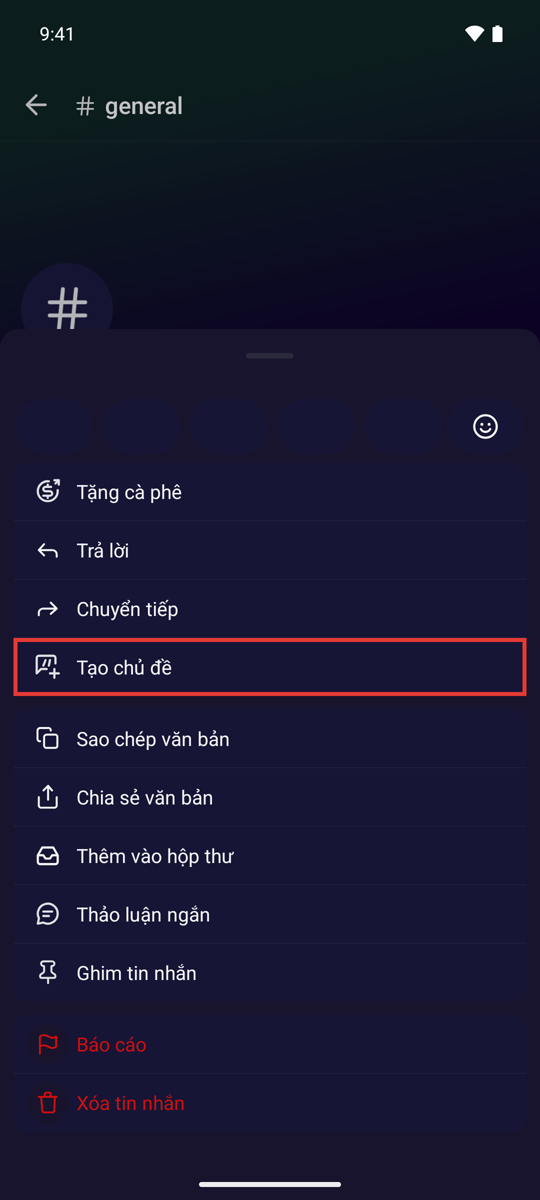 9:41
# general
#
Tặng cà phê
Trả lời
Chuyển tiếp
Tạo chủ đề
Sao chép văn bản
Chia sẻ văn bản
Thêm vào hộp thư
Thảo luận ngắn
Ghim tin nhắn
Báo cáo
Xóa tin nhắn